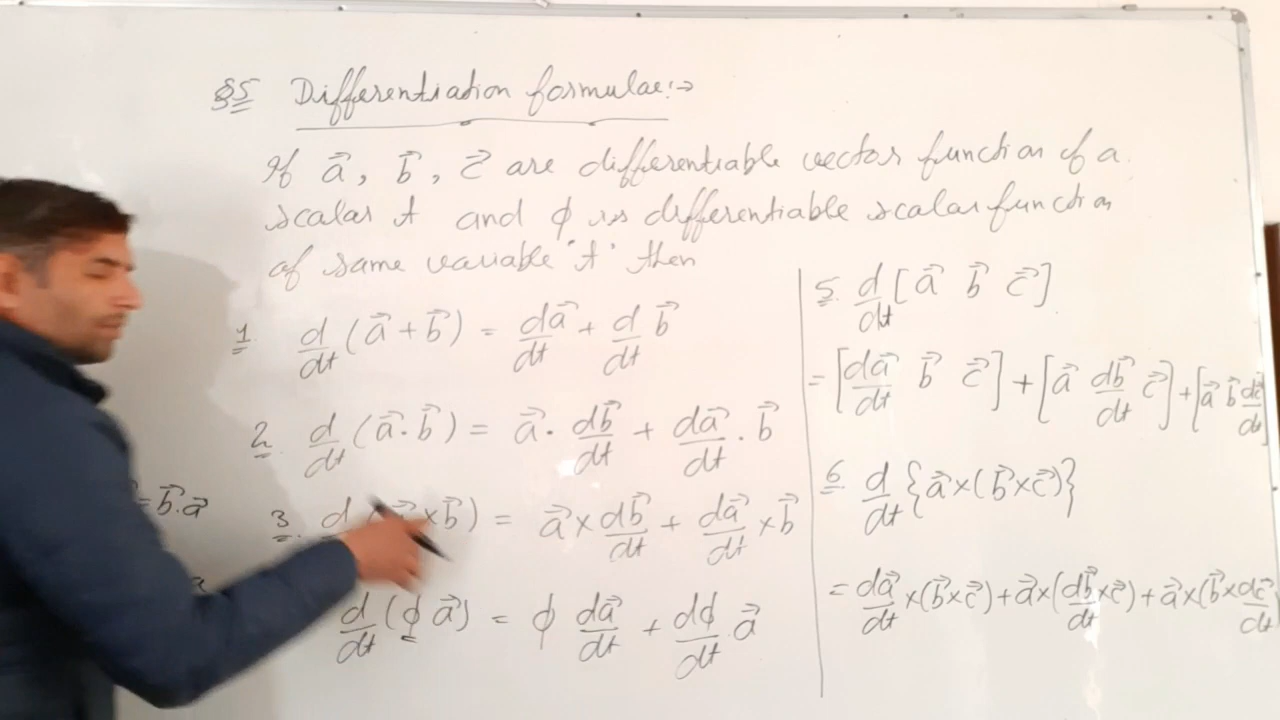 §5 Differentiation formulae:→
If a⃗, b⃗, c⃗ are differentiable vector function of a
scalar t and ϕ is differentiable scalar function
of same variable "t" then
1. d/dt (a⃗ + b⃗) = da⃗/dt + d/dt b⃗
2. d/dt (a⃗ . b⃗) = a⃗ . db⃗/dt + da⃗/dt . b⃗
= b⃗.a⃗
3. d × b⃗) = a⃗ × db⃗/dt + da⃗/dt × b⃗
a
d/dt (ϕ a⃗) = ϕ da⃗/dt + dϕ/dt a⃗
5. d/dt [a⃗ b⃗ c⃗]
= [da⃗/dt b⃗ c⃗] + [a⃗ db⃗/dt c⃗] + [a⃗ b⃗ dc⃗/dt]
6. d/dt {a⃗×(b⃗×c⃗)}
= da⃗/dt ×(b⃗×c⃗) + a⃗×(db⃗/dt ×c⃗) + a⃗×(b⃗× dc⃗/dt